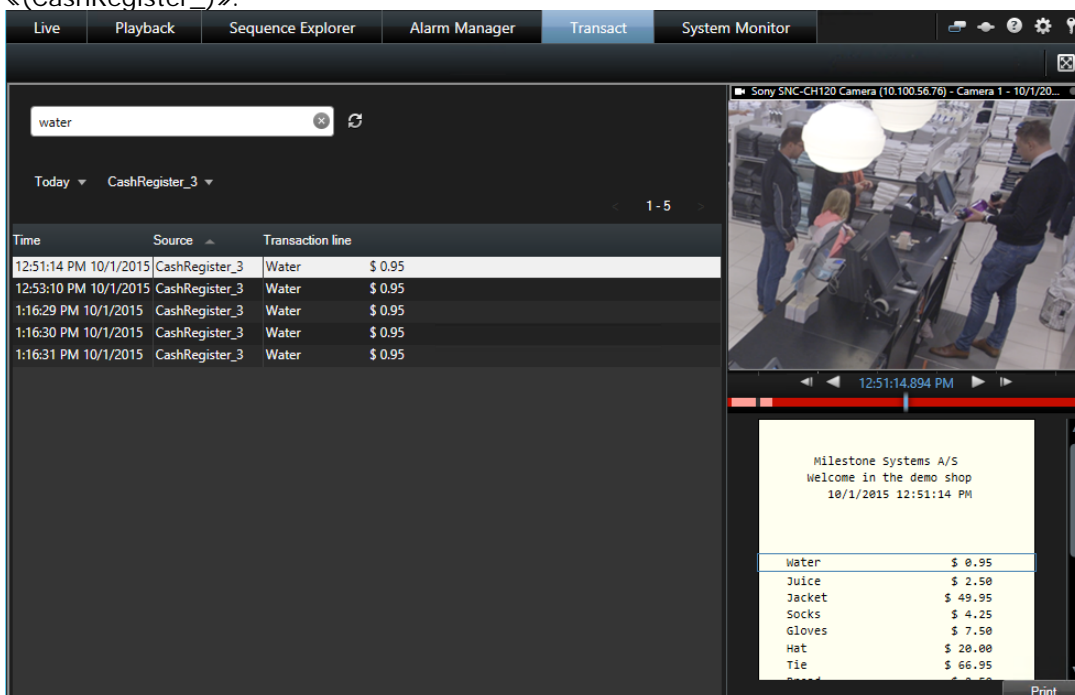 «(CashRegister_)».
Live Playback Sequence Explorer Alarm Manager Transact System Monitor
Sony SNC-CH120 Camera (10.100.56.76) - Camera 1 - 10/1/20...
water
Today CashRegister_3
< 1 - 5 >
Time Source Transaction line
12:51:14 PM 10/1/2015 CashRegister_3 Water $ 0.95
12:53:10 PM 10/1/2015 CashRegister_3 Water $ 0.95
1:16:29 PM 10/1/2015 CashRegister_3 Water $ 0.95
1:16:30 PM 10/1/2015 CashRegister_3 Water $ 0.95
1:16:31 PM 10/1/2015 CashRegister_3 Water $ 0.95
12:51:14.894 PM
Milestone Systems A/S
Welcome in the demo shop
10/1/2015 12:51:14 PM
Water $ 0.95
Juice $ 2.50
Jacket $ 49.95
Socks $ 4.25
Gloves $ 7.50
Hat $ 20.00
Tie $ 66.95
Print